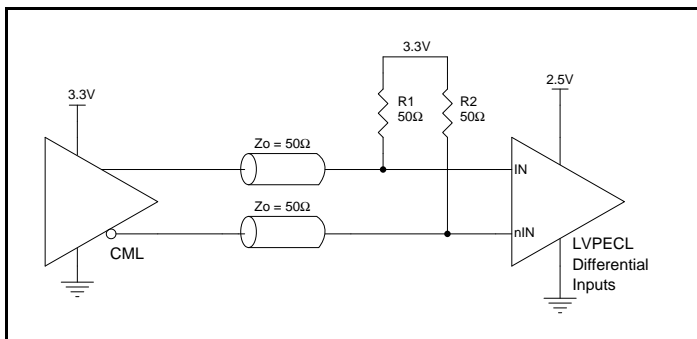 3.3V
3.3V
2.5V
R1
50Ω
R2
50Ω
Zo = 50Ω
IN
Zo = 50Ω
nIN
CML
LVPECL
Differential
Inputs